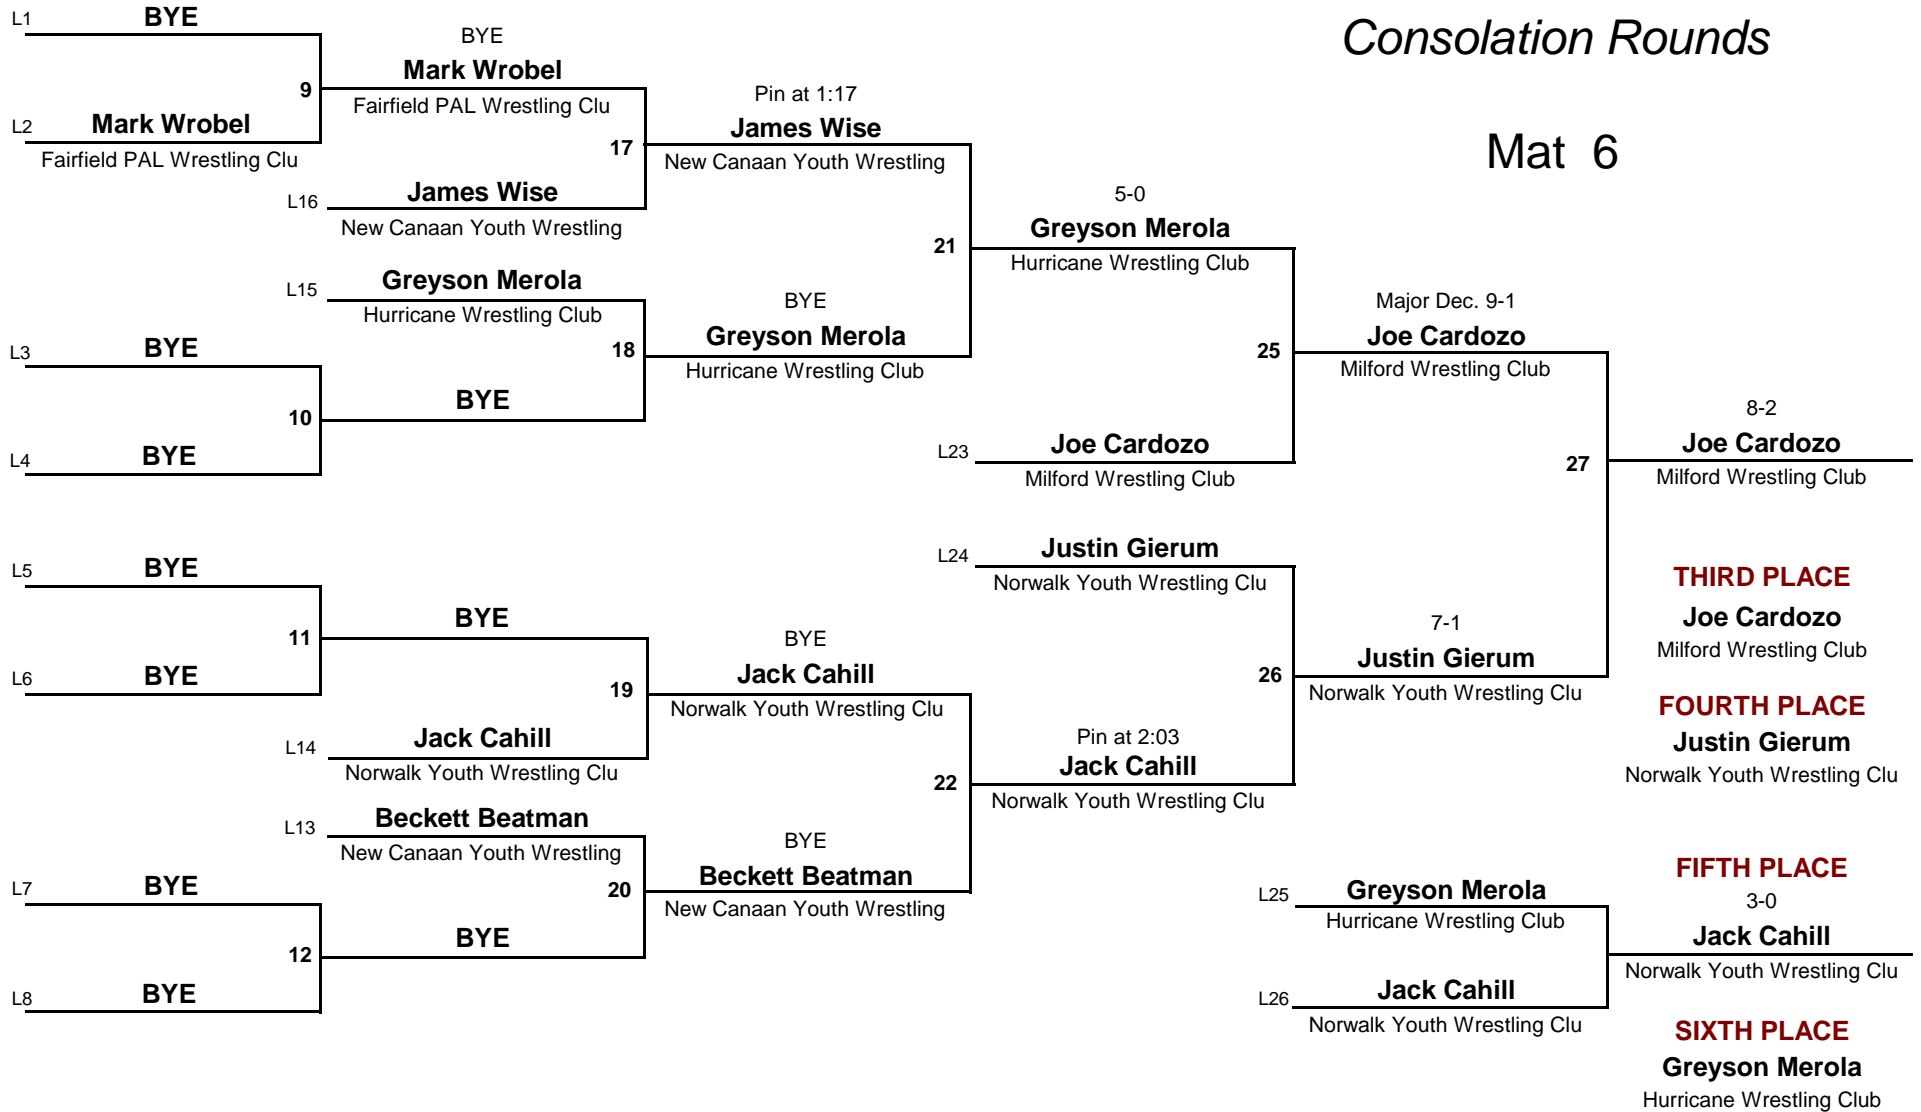 Consolation Rounds
Mat 6
L1 BYE
BYE
Mark Wrobel
9
Fairfield PAL Wrestling Clu
L2 Mark Wrobel
Fairfield PAL Wrestling Clu
Pin at 1:17
James Wise
17
New Canaan Youth Wrestling
L16 James Wise
New Canaan Youth Wrestling
5-0
Greyson Merola
21
Hurricane Wrestling Club
L15 Greyson Merola
Hurricane Wrestling Club
BYE
Greyson Merola
18
Hurricane Wrestling Club
L3 BYE
BYE
10
L4 BYE
Major Dec. 9-1
Joe Cardozo
25
Milford Wrestling Club
L23 Joe Cardozo
Milford Wrestling Club
8-2
Joe Cardozo
27
Milford Wrestling Club
L24 Justin Gierum
Norwalk Youth Wrestling Clu
L5 BYE
BYE
11
L6 BYE
BYE
Jack Cahill
19
Norwalk Youth Wrestling Clu
L14 Jack Cahill
Norwalk Youth Wrestling Clu
7-1
Justin Gierum
26
Norwalk Youth Wrestling Clu
Pin at 2:03
Jack Cahill
22
Norwalk Youth Wrestling Clu
L13 Beckett Beatman
New Canaan Youth Wrestling
BYE
Beckett Beatman
20
New Canaan Youth Wrestling
L7 BYE
BYE
12
L8 BYE
THIRD PLACE
Joe Cardozo
Milford Wrestling Club
FOURTH PLACE
Justin Gierum
Norwalk Youth Wrestling Clu
L25 Greyson Merola
Hurricane Wrestling Club
L26 Jack Cahill
Norwalk Youth Wrestling Clu
FIFTH PLACE
3-0
Jack Cahill
Norwalk Youth Wrestling Clu
SIXTH PLACE
Greyson Merola
Hurricane Wrestling Club